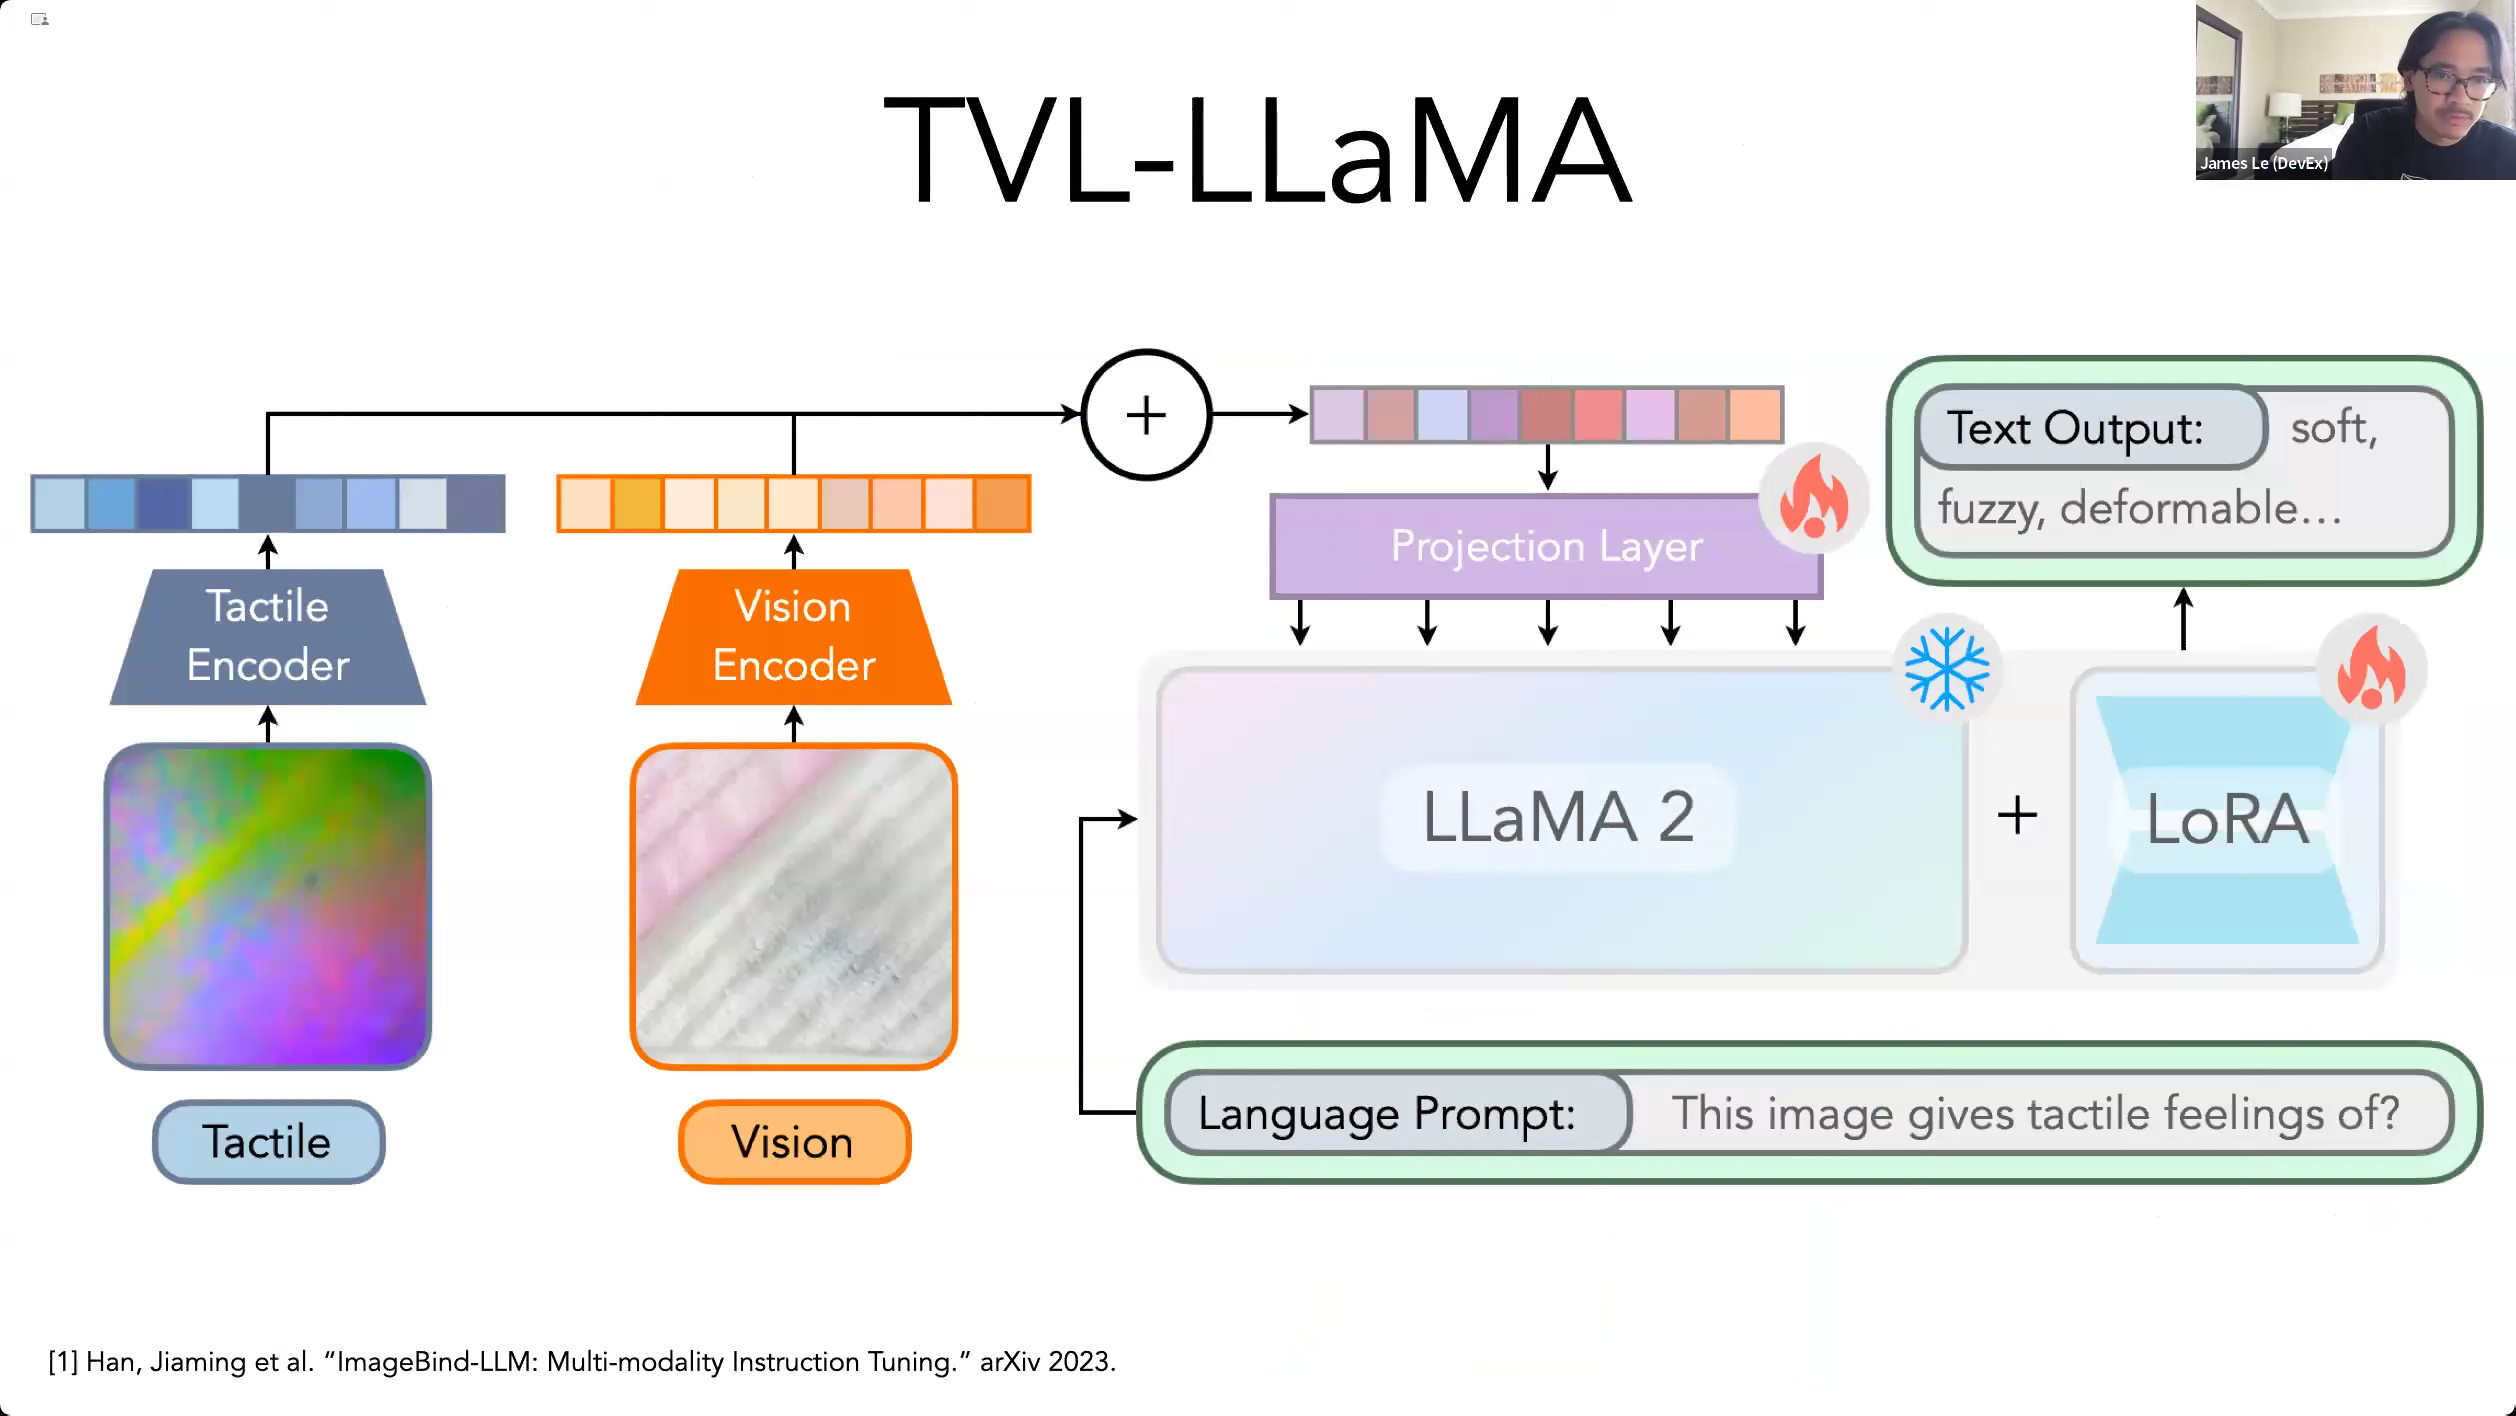 TVL-LLaMA
James Le (DevEx)
+
Text Output: soft,
fuzzy, deformable...
Projection Layer
Tactile
Encoder
Vision
Encoder
LLaMA 2
+
LoRA
Language Prompt: This image gives tactile feelings of?
Tactile
Vision
[1] Han, Jiaming et al. “ImageBind-LLM: Multi-modality Instruction Tuning.” arXiv 2023.